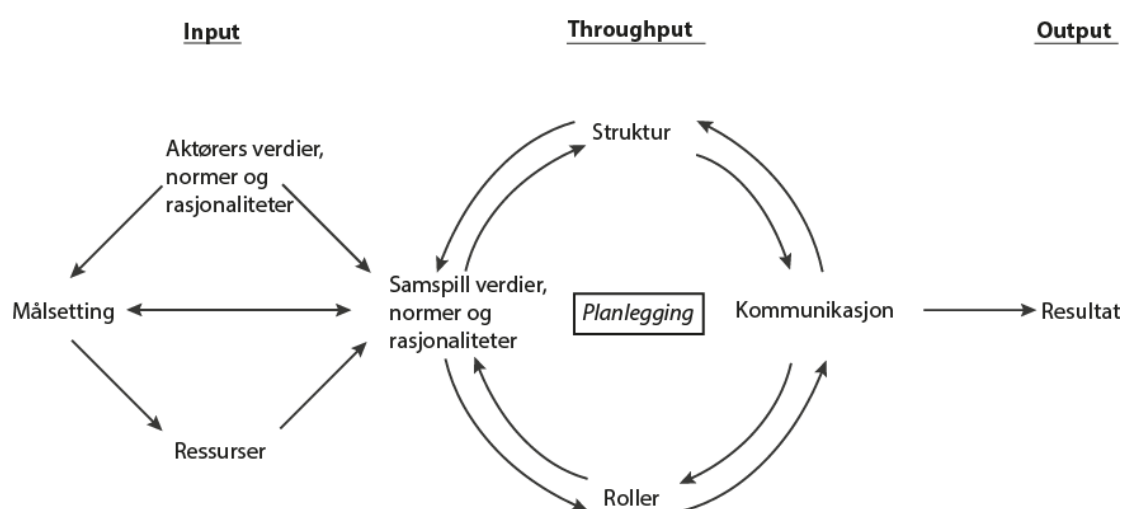 Input
Throughput
Output
Aktørers verdier,
normer og
rasjonaliteter
Målsetting
Ressurser
Samspill verdier,
normer og
rasjonaliteter
Struktur
Planlegging
Roller
Kommunikasjon
Resultat